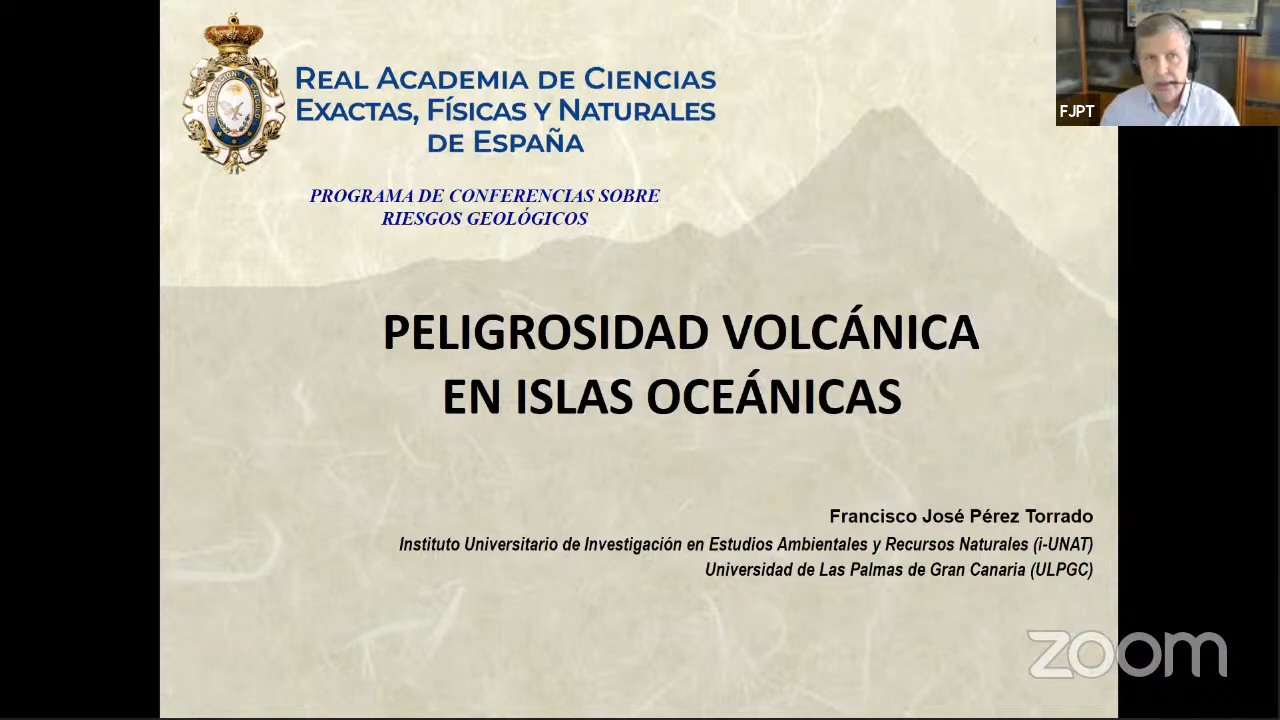 REAL ACADEMIA DE CIENCIAS
EXACTAS, FÍSICAS Y NATURALES
DE ESPAÑA
PROGRAMA DE CONFERENCIAS SOBRE
RIESGOS GEOLÓGICOS
PELIGROSIDAD VOLCÁNICA
EN ISLAS OCEÁNICAS
Francisco José Pérez Torrado
Instituto Universitario de Investigación en Estudios Ambientales y Recursos Naturales (i-UNAT)
Universidad de Las Palmas de Gran Canaria (ULPGC)
FJPT
zoom